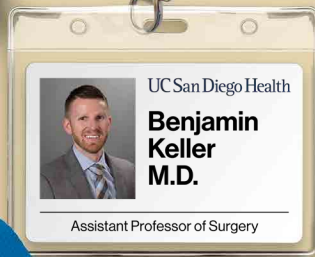 UC San Diego Health
Benjamin
Keller
M.D.
Assistant Professor of Surgery